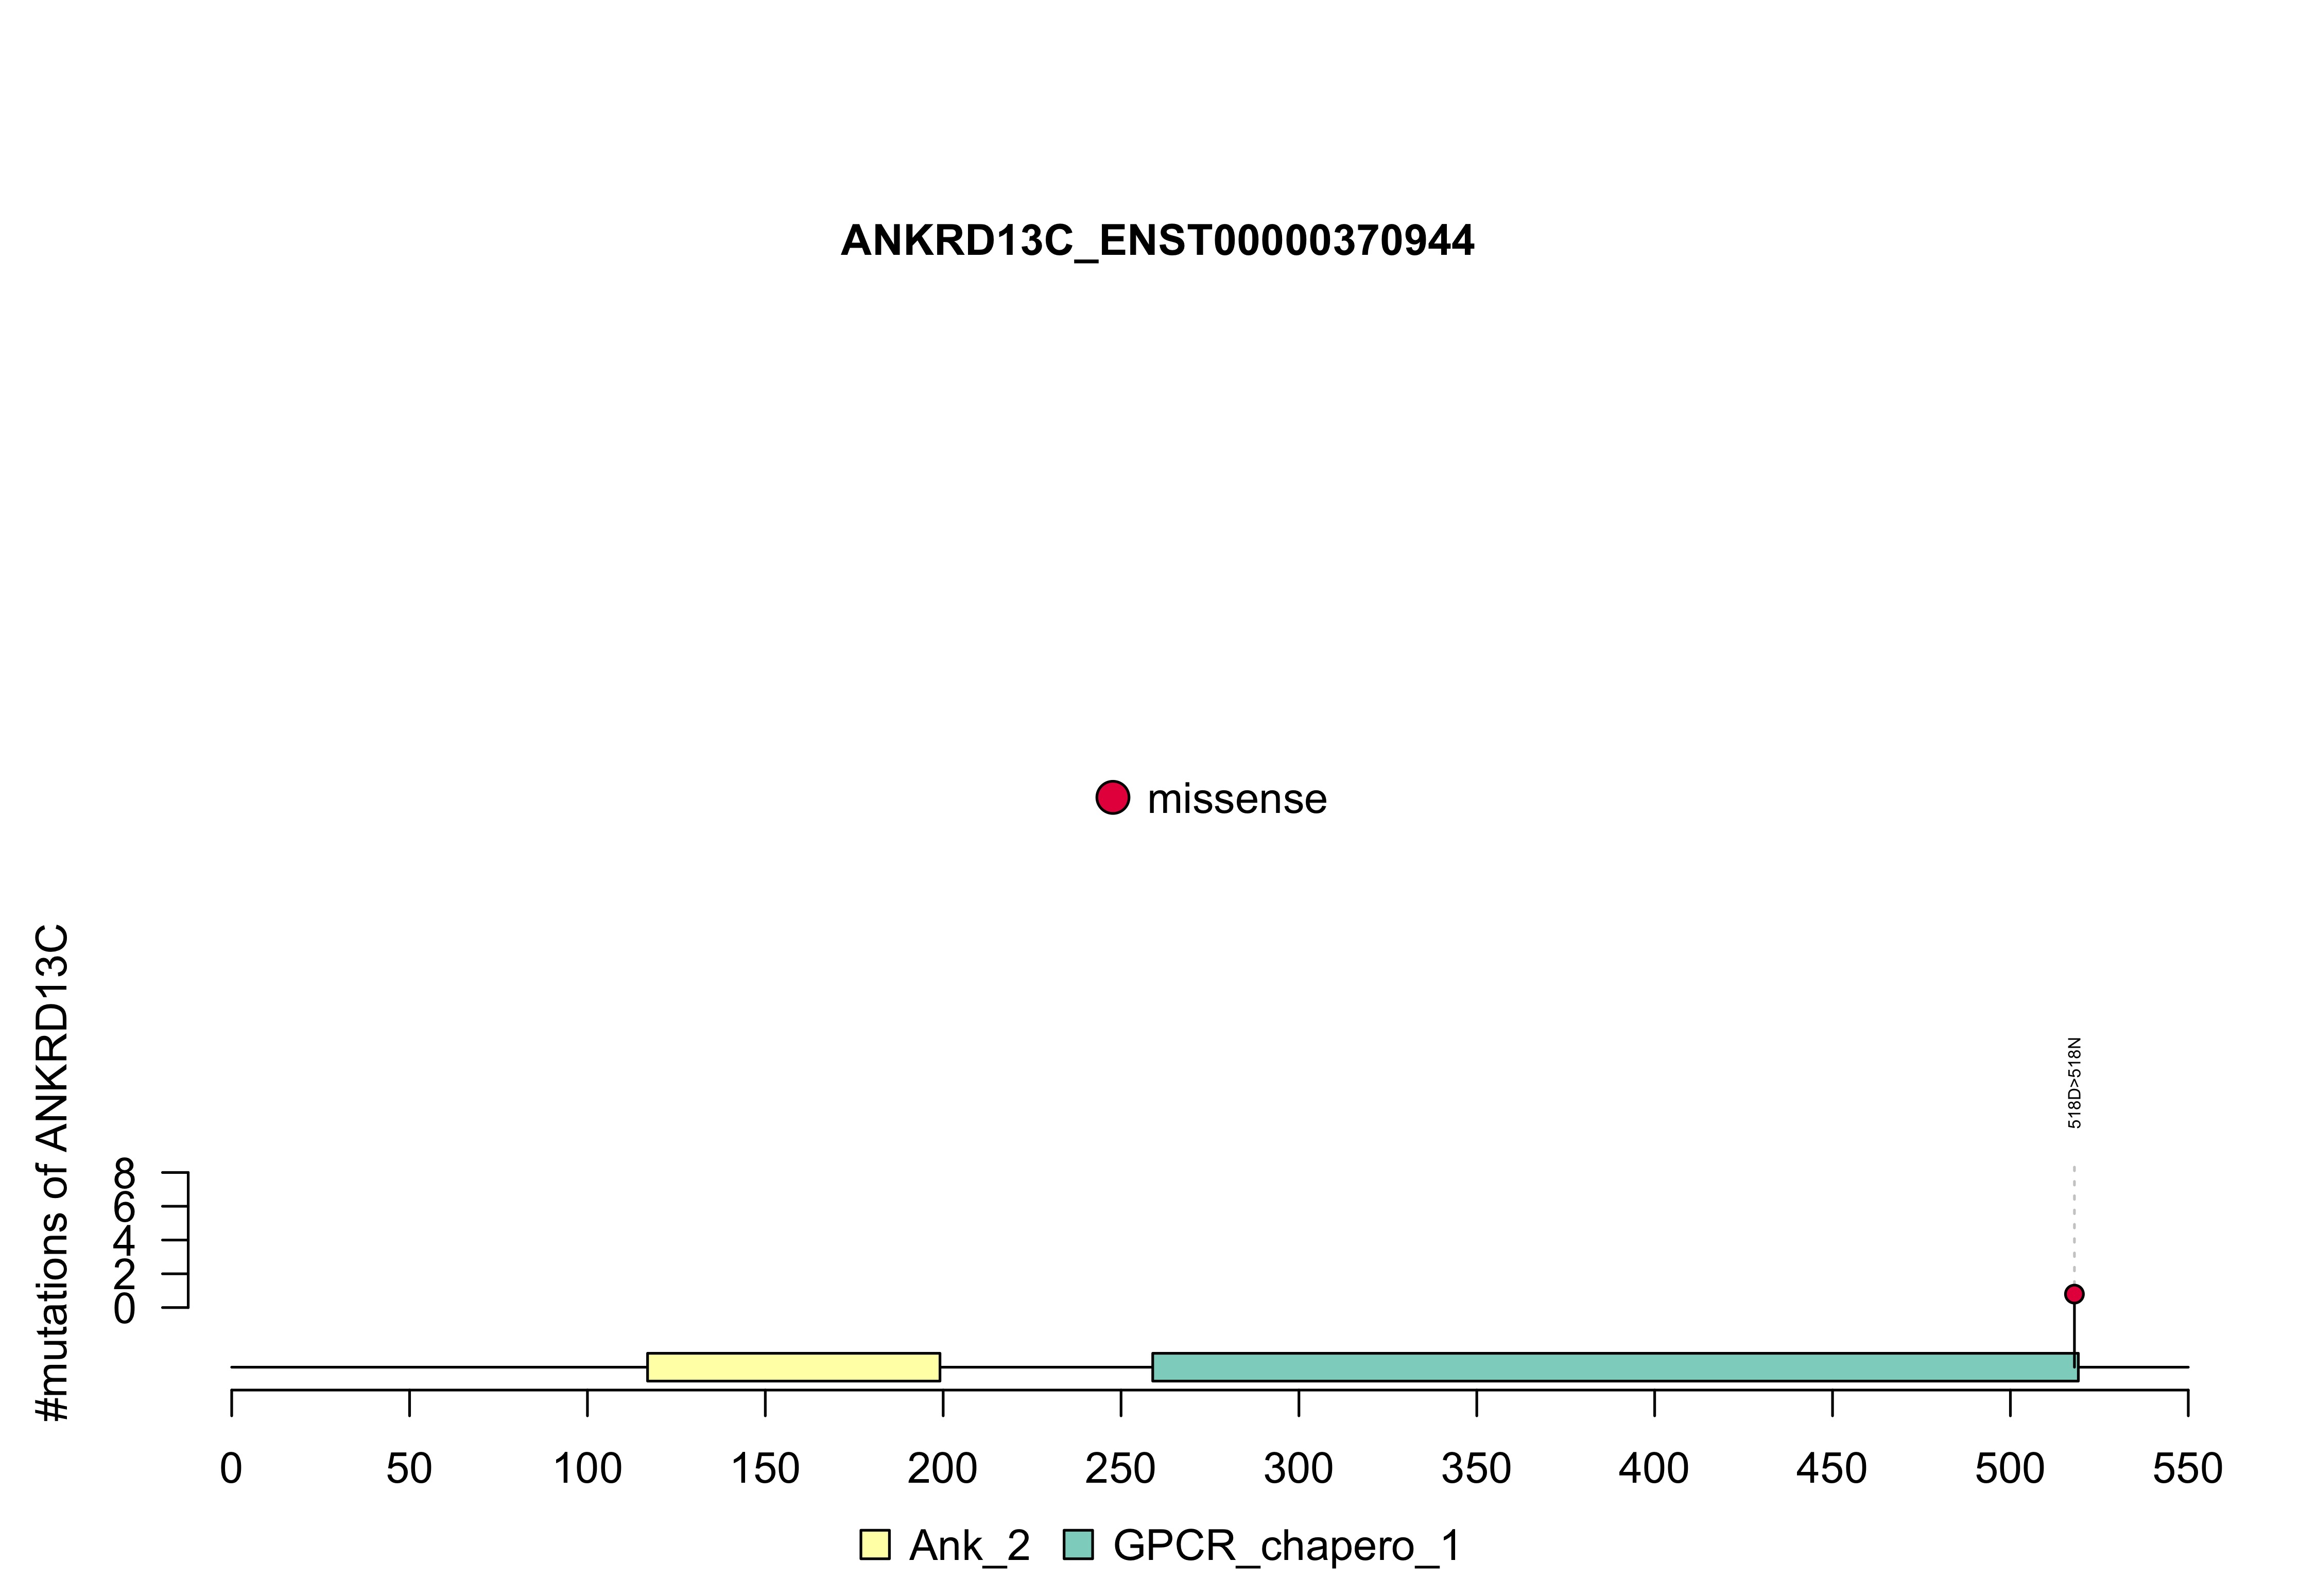 ANKRD13C_ENST00000370944
missense
#mutations of ANKRD13C
518D>518N
8
6
4
2
0
0 50 100 150 200 250 300 350 400 450 500 550
Ank_2 GPCR_chapero_1